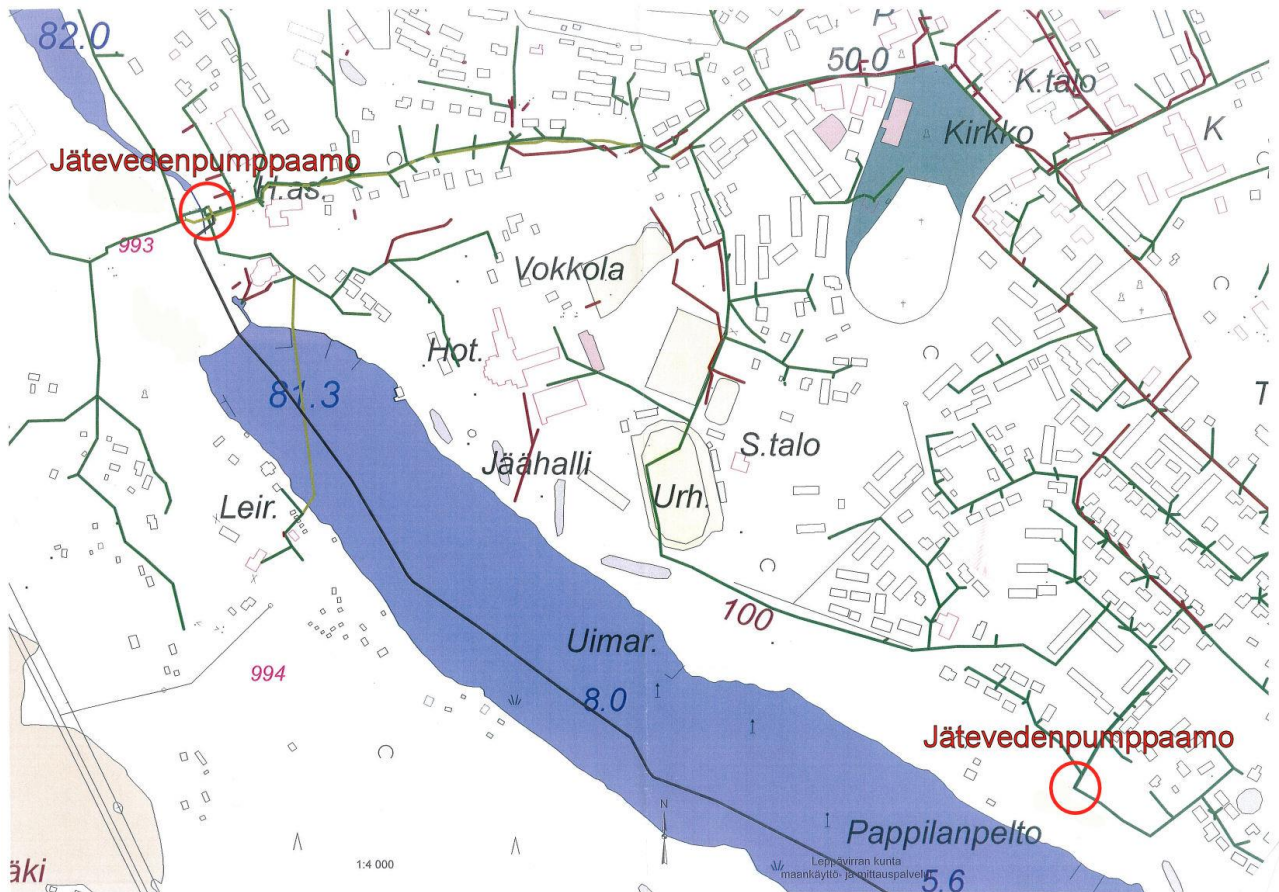 82.0
P
50.0
K.talo
Kirkko
K
Jätevedenpumppaamo
993
Vokkola
Hot.
81.3
T
S.talo
Jäähalli
Urh.
Leir.
100
Uimar.
994
8.0
Jätevedenpumppaamo
N
Pappilanpelto
1:4 000
Leppävirran kunta
maankäyttö- ja mittauspalvelut
5.6
äki